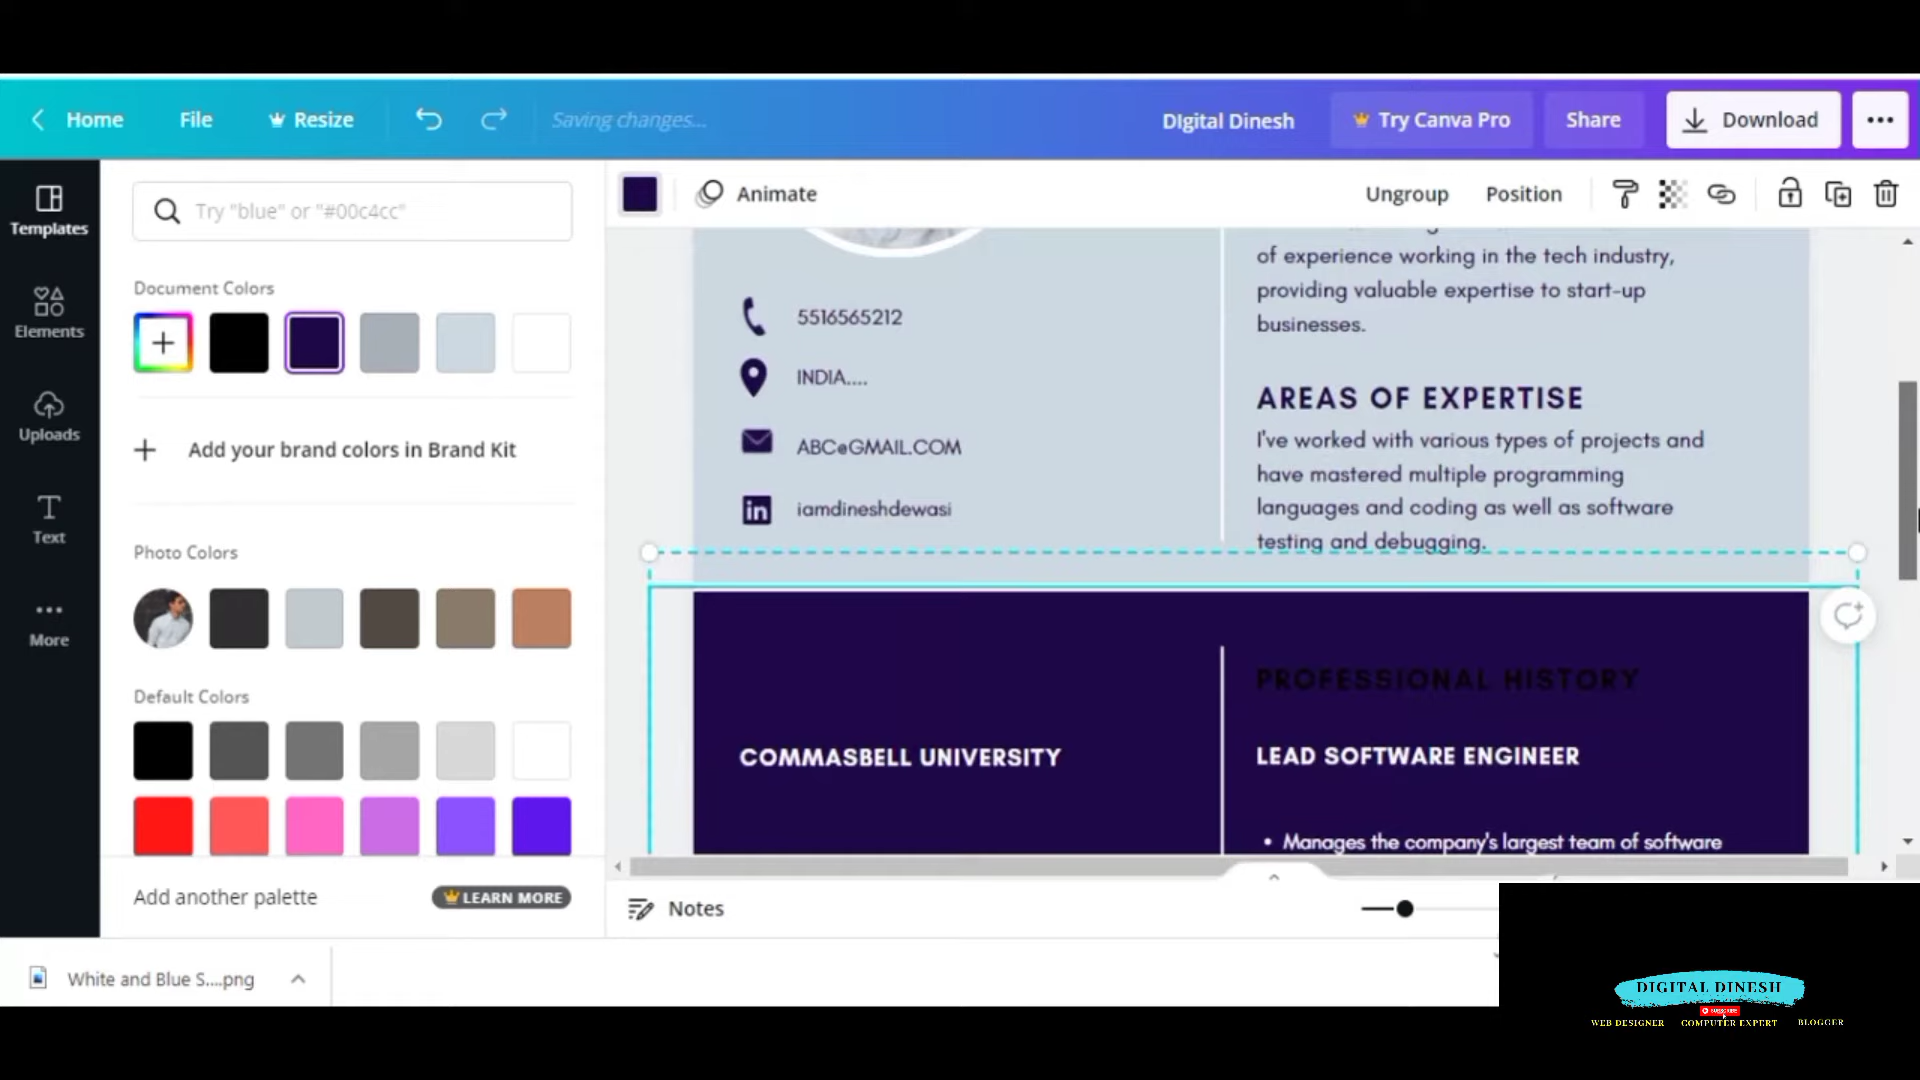 Home
File
Resize
Saving changes...
DIgital Dinesh
Try Canva Pro
Share
Download
Templates
Elements
Uploads
Text
More
Try "blue" or "#00c4cc"
Document Colors
Add your brand colors in Brand Kit
Photo Colors
Default Colors
Add another palette
LEARN MORE
Animate
Ungroup
Position
5516565212
INDIA....
ABC@GMAIL.COM
in
iamdineshdewasi
of experience working in the tech industry,
providing valuable expertise to start-up
businesses.
AREAS OF EXPERTISE
I've worked with various types of projects and
have mastered multiple programming
languages and coding as well as software
testing and debugging.
COMMASBELL UNIVERSITY
PROFESSIONAL HISTORY
LEAD SOFTWARE ENGINEER
• Manages the company's largest team of software
Notes
White and Blue S....png
DIGITAL DINESH
SUBSCRIBE
WEB DESIGNER COMPUTER EXPERT BLOGGER